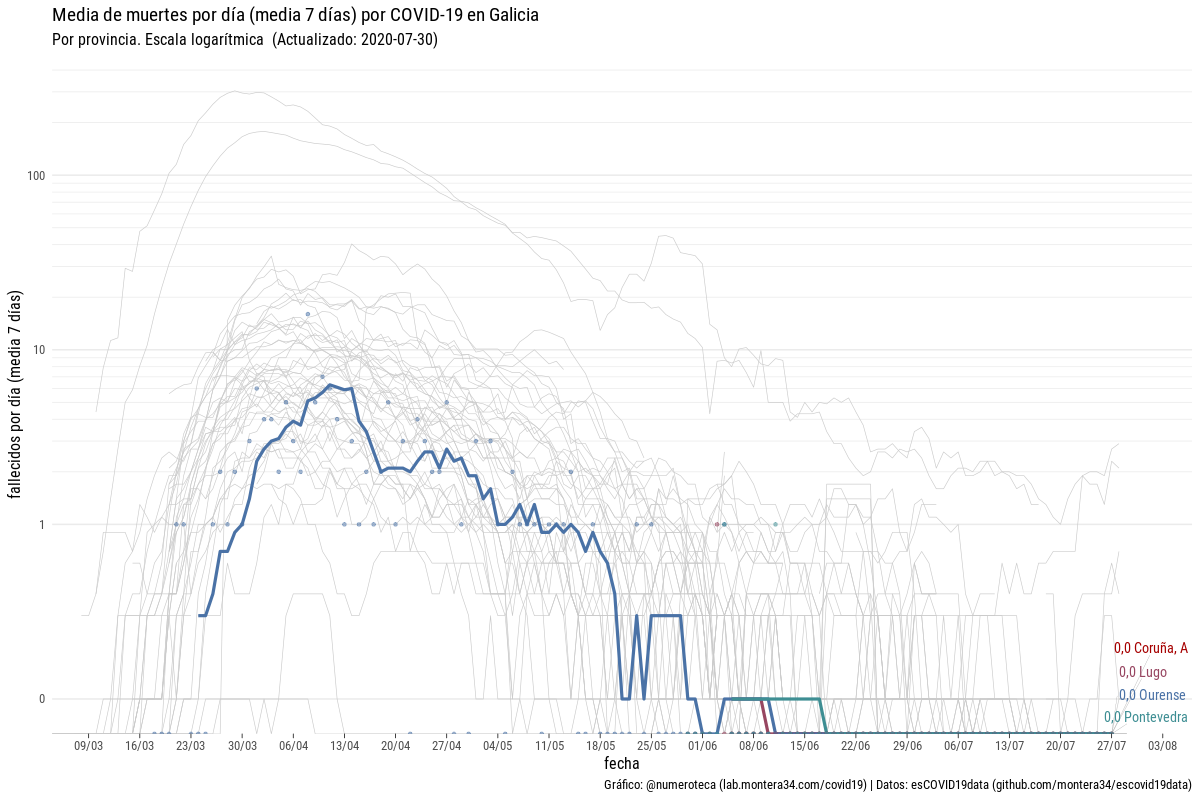 Media de muertes por día (media 7 días) por COVID-19 en Galicia
Por provincia. Escala logarítmica  (Actualizado: 2020-07-30)
fallecidos por día (media 7 días)
100
10
1
0
0,0 Coruña, A
0,0 Lugo
0,0 Ourense
0,0 Pontevedra
09/03 16/03 23/03 30/03 06/04 13/04 20/04 27/04 04/05 11/05 18/05 25/05 01/06 08/06 15/06 22/06 29/06 06/07 13/07 20/07 27/07 03/08
fecha
Gráfico: @numeroteca (lab.montera34.com/covid19) | Datos: esCOVID19data (github.com/montera34/escovid19data)